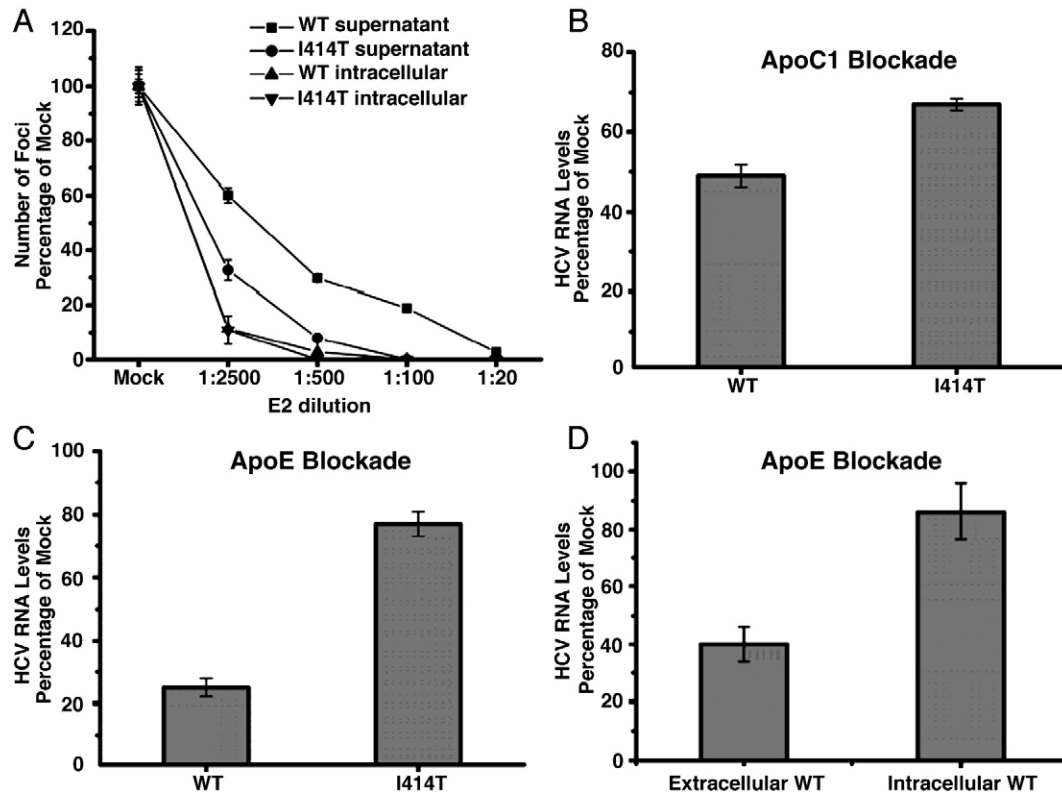 A
WT supernatant
I414T supernatant
WT intracellular
I414T intracellular
Number of Foci
Percentage of Mock
120
100
80
60
40
20
0
Mock 1:2500 1:500 1:100 1:20
E2 dilution
B
ApoC1 Blockade
HCV RNA Levels
Percentage of Mock
80
60
40
20
0
WT I414T
C
ApoE Blockade
HCV RNA Levels
Percentage of Mock
100
80
60
40
20
0
WT I414T
D
ApoE Blockade
HCV RNA Levels
Percentage of Mock
100
80
60
40
20
0
Extracellular WT Intracellular WT